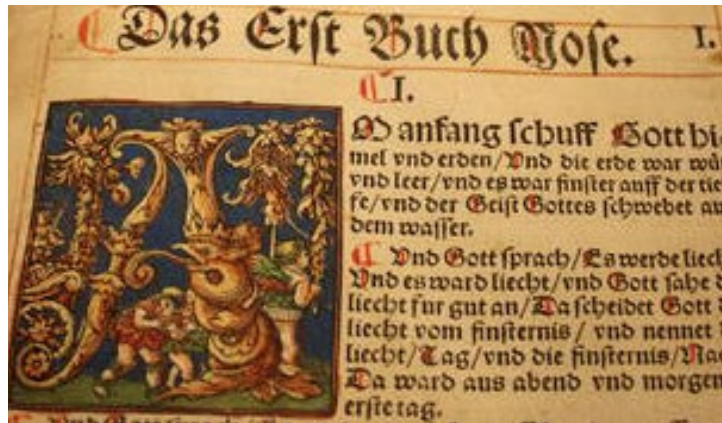 Das Erst Buch Mose. I.
I.
M anfang schuff Gott
mel vnd erden/Vnd die erde war
vnd leer/vnd es war finster auff der tie
fe/vnd der Geist Gottes schwebet
dem wasser.
Vnd Gott sprach/Es werde liech
Vnd es ward liecht/vnd Gott sahe
liecht fur gut an/Da scheidet Gott
liecht vom finsternis/vnd nennet
liecht/Tag/vnd die finsternis/
Da ward aus abend vnd morgen
erste tag.